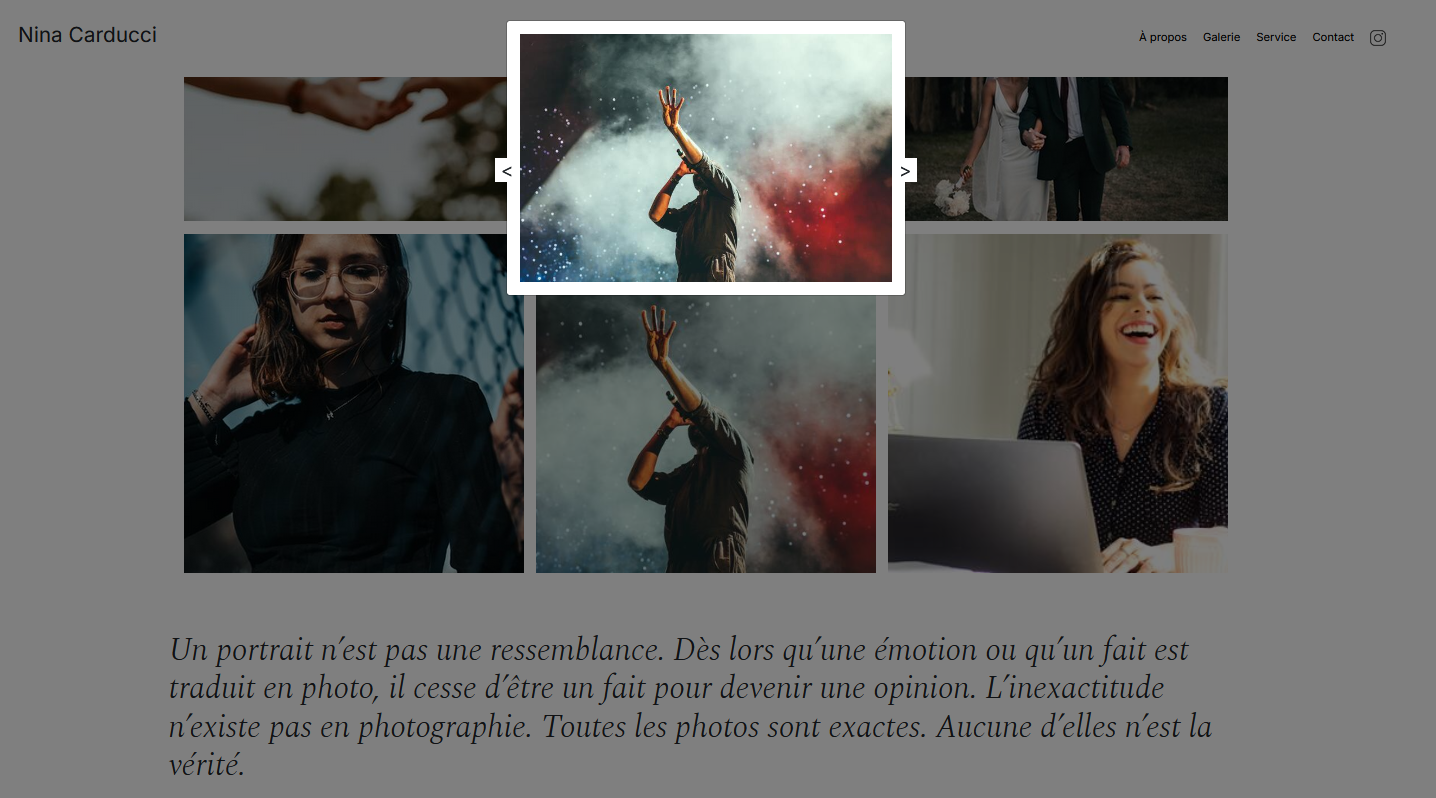 Nina Carducci
À propos Galerie Service Contact
< >
Un portrait n’est pas une ressemblance. Dès lors qu’une émotion ou qu’un fait est
traduit en photo, il cesse d’être un fait pour devenir une opinion. L’inexactitude
n’existe pas en photographie. Toutes les photos sont exactes. Aucune d’elles n’est la
vérité.